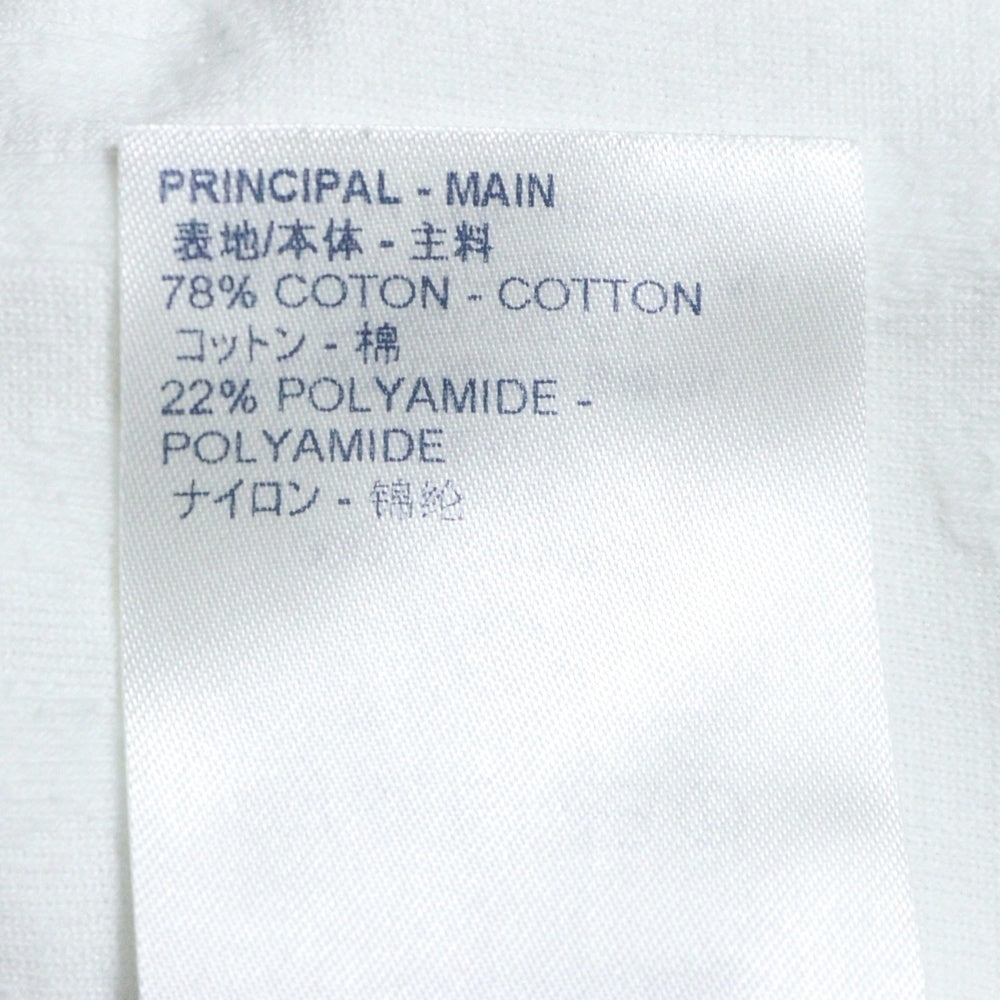 PRINCIPAL - MAIN
表地/本体 - 主料
78% COTON - COTTON
コットン - 棉
22% POLYAMIDE -
POLYAMIDE
ナイロン - 锦纶